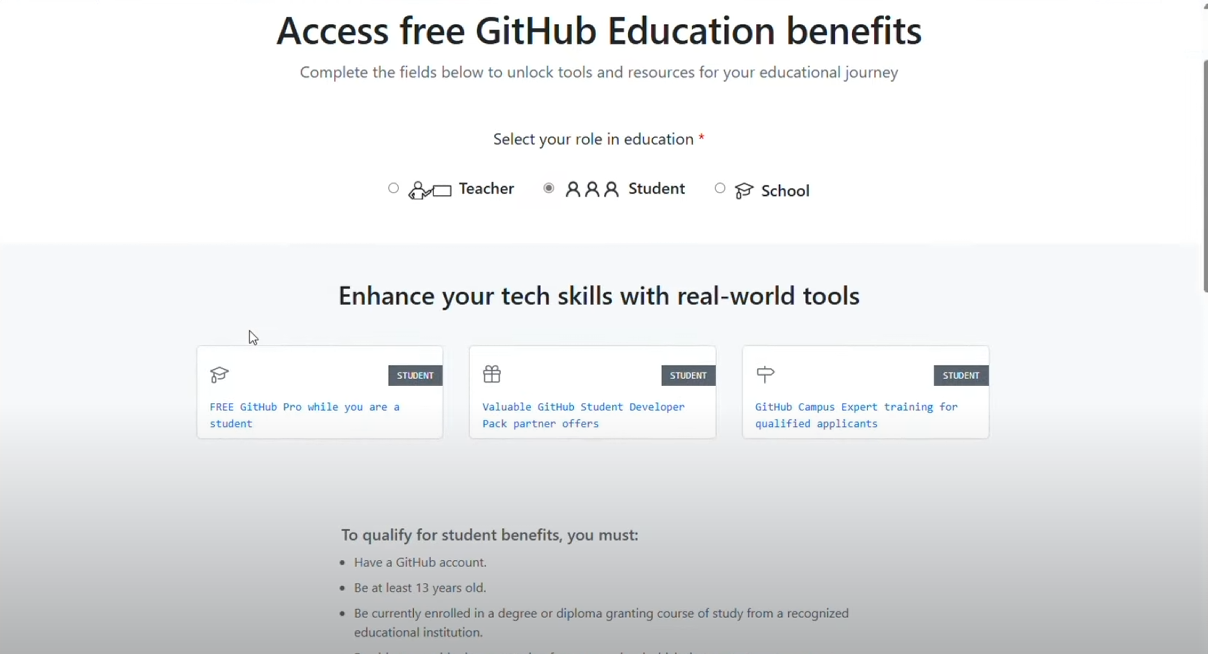 Access free GitHub Education benefits
Complete the fields below to unlock tools and resources for your educational journey
Select your role in education *
Teacher
Student
School
Enhance your tech skills with real-world tools
STUDENT
FREE GitHub Pro while you are a
student
STUDENT
Valuable GitHub Student Developer
Pack partner offers
STUDENT
GitHub Campus Expert training for
qualified applicants
To qualify for student benefits, you must:
Have a GitHub account.
Be at least 13 years old.
Be currently enrolled in a degree or diploma granting course of study from a recognized
educational institution.